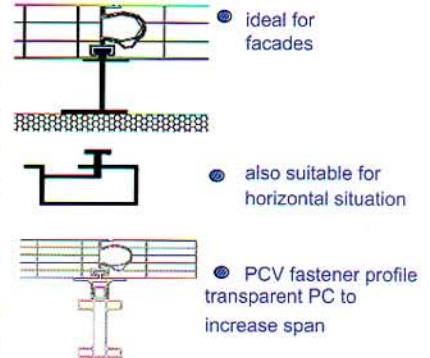 ideal for
facades
also suitable for
horizontal situation
PCV fastener profile
transparent PC to
increase span